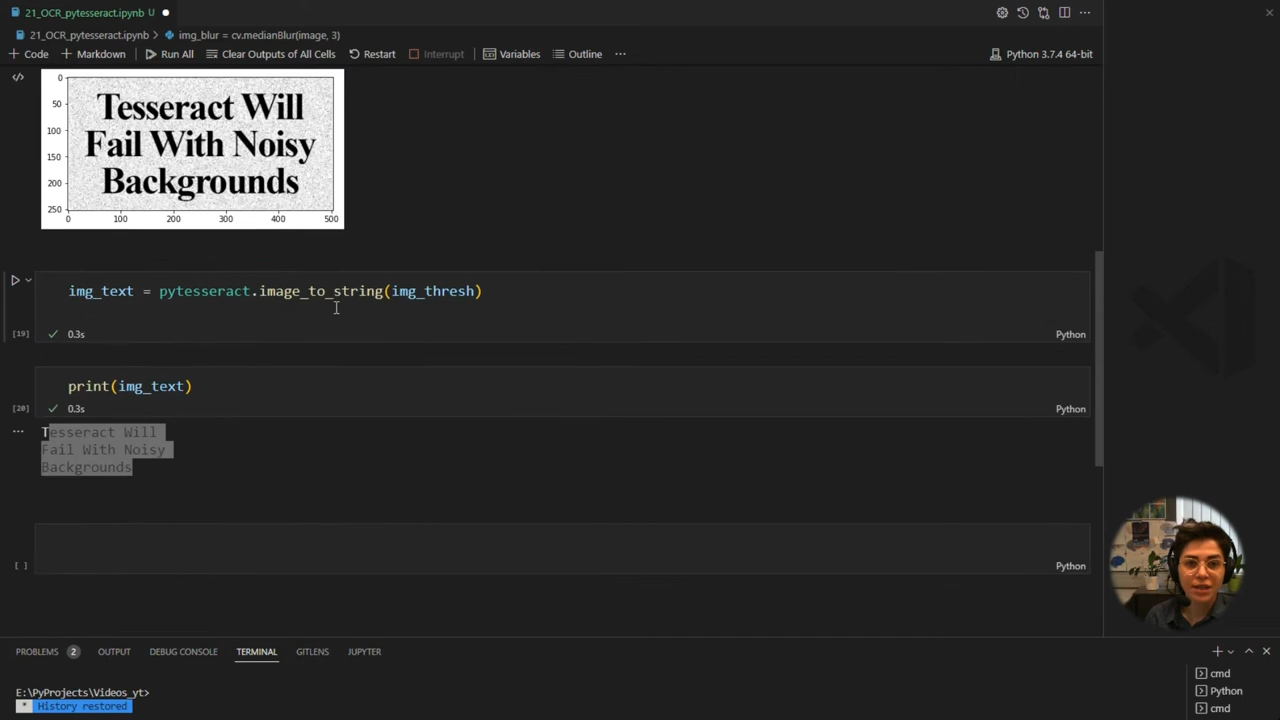 21_OCR_pytesseract.ipynb U
21_OCR_pytesseract.ipynb > img_blur = cv.medianBlur(image, 3)
+ Code + Markdown Run All Clear Outputs of All Cells Restart Interrupt Variables Outline ... Python 3.7.4 64-bit
0
50
100
150
200
250
Tesseract Will
Fail With Noisy
Backgrounds
0 100 200 300 400 500
img_text = pytesseract.image_to_string(img_thresh)
[19] 0.3s Python
print(img_text)
[20] 0.3s Python
Tesseract Will
Fail With Noisy
Backgrounds
[ ] Python
PROBLEMS 2 OUTPUT DEBUG CONSOLE TERMINAL GITLENS JUPYTER
E:\PyProjects\Videos_yt>
* History restored
cmd
Python
cmd